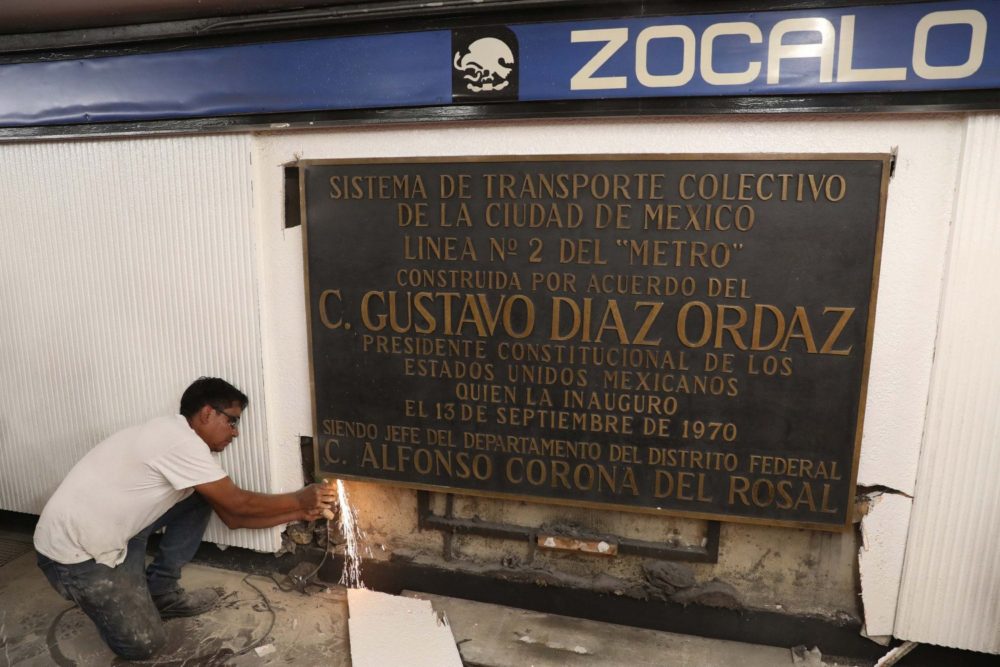 ZOCALO
SISTEMA DE TRANSPORTE COLECTIVO
DE LA CIUDAD DE MEXICO
LINEA Nº 2 DEL "METRO"
CONSTRUIDA POR ACUERDO DEL
C. GUSTAVO DIAZ ORDAZ
PRESIDENTE CONSTITUCIONAL DE LOS
ESTADOS UNIDOS MEXICANOS
QUIEN LA INAUGURO
EL 13 DE SEPTIEMBRE DE 1970
SIENDO JEFE DEL DEPARTAMENTO DEL DISTRITO FEDERAL
C. ALFONSO CORONA DEL ROSAL